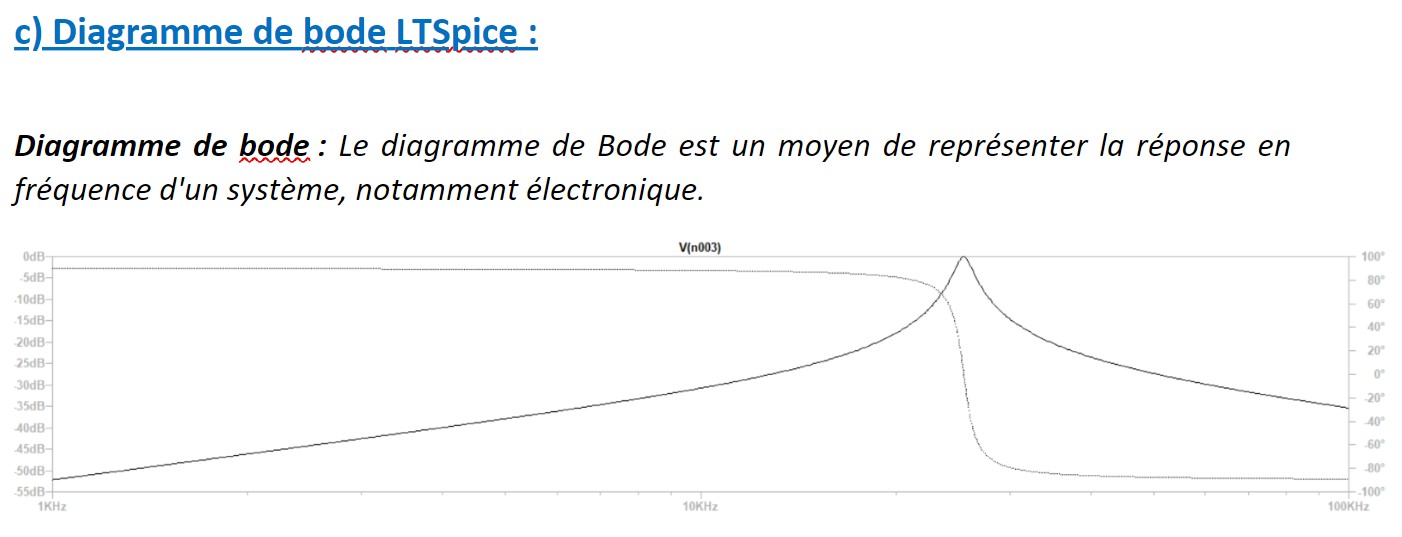 c) Diagramme de bode LTSpice :
Diagramme de bode : Le diagramme de Bode est un moyen de représenter la réponse en
fréquence d'un système, notamment électronique.
V(n003)
0dB
-5dB
-10dB
-15dB
-20dB
-25dB
-30dB
-35dB
-40dB
-45dB
-50dB
-55dB
100°
80°
60°
40°
20°
0°
-20°
-40°
-60°
-80°
-100°
1KHz
10KHz
100KHz